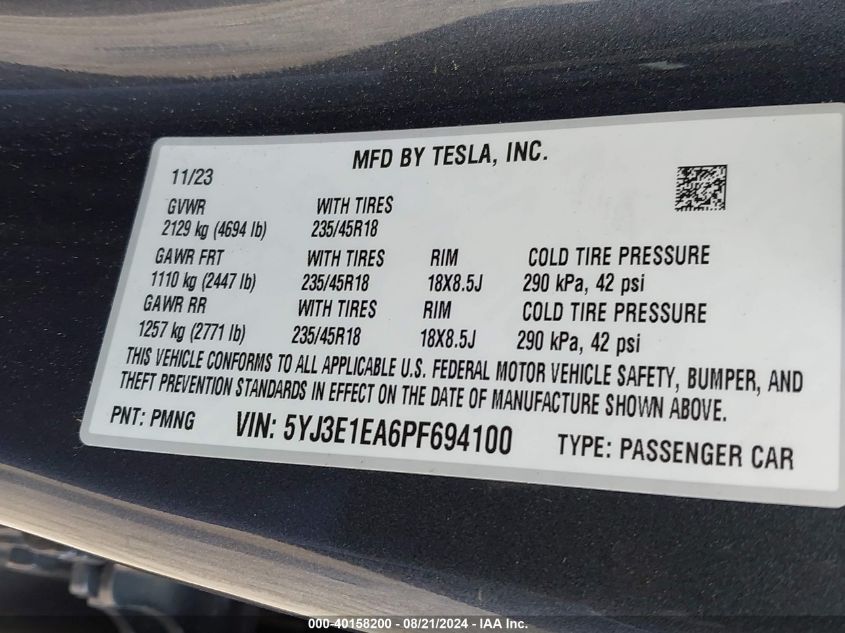 MFD BY TESLA, INC.
11/23
GVWR WITH TIRES
2129 kg (4694 lb) 235/45R18
GAWR FRT WITH TIRES RIM COLD TIRE PRESSURE
1110 kg (2447 lb) 235/45R18 18X8.5J 290 kPa, 42 psi
GAWR RR WITH TIRES RIM COLD TIRE PRESSURE
1257 kg (2771 lb) 235/45R18 18X8.5J 290 kPa, 42 psi
THIS VEHICLE CONFORMS TO ALL APPLICABLE U.S. FEDERAL MOTOR VEHICLE SAFETY, BUMPER, AND
THEFT PREVENTION STANDARDS IN EFFECT ON THE DATE OF MANUFACTURE SHOWN ABOVE.
PNT: PMNG VIN: 5YJ3E1EA6PF694100 TYPE: PASSENGER CAR
000-40158200 - 08/21/2024 - IAA Inc.